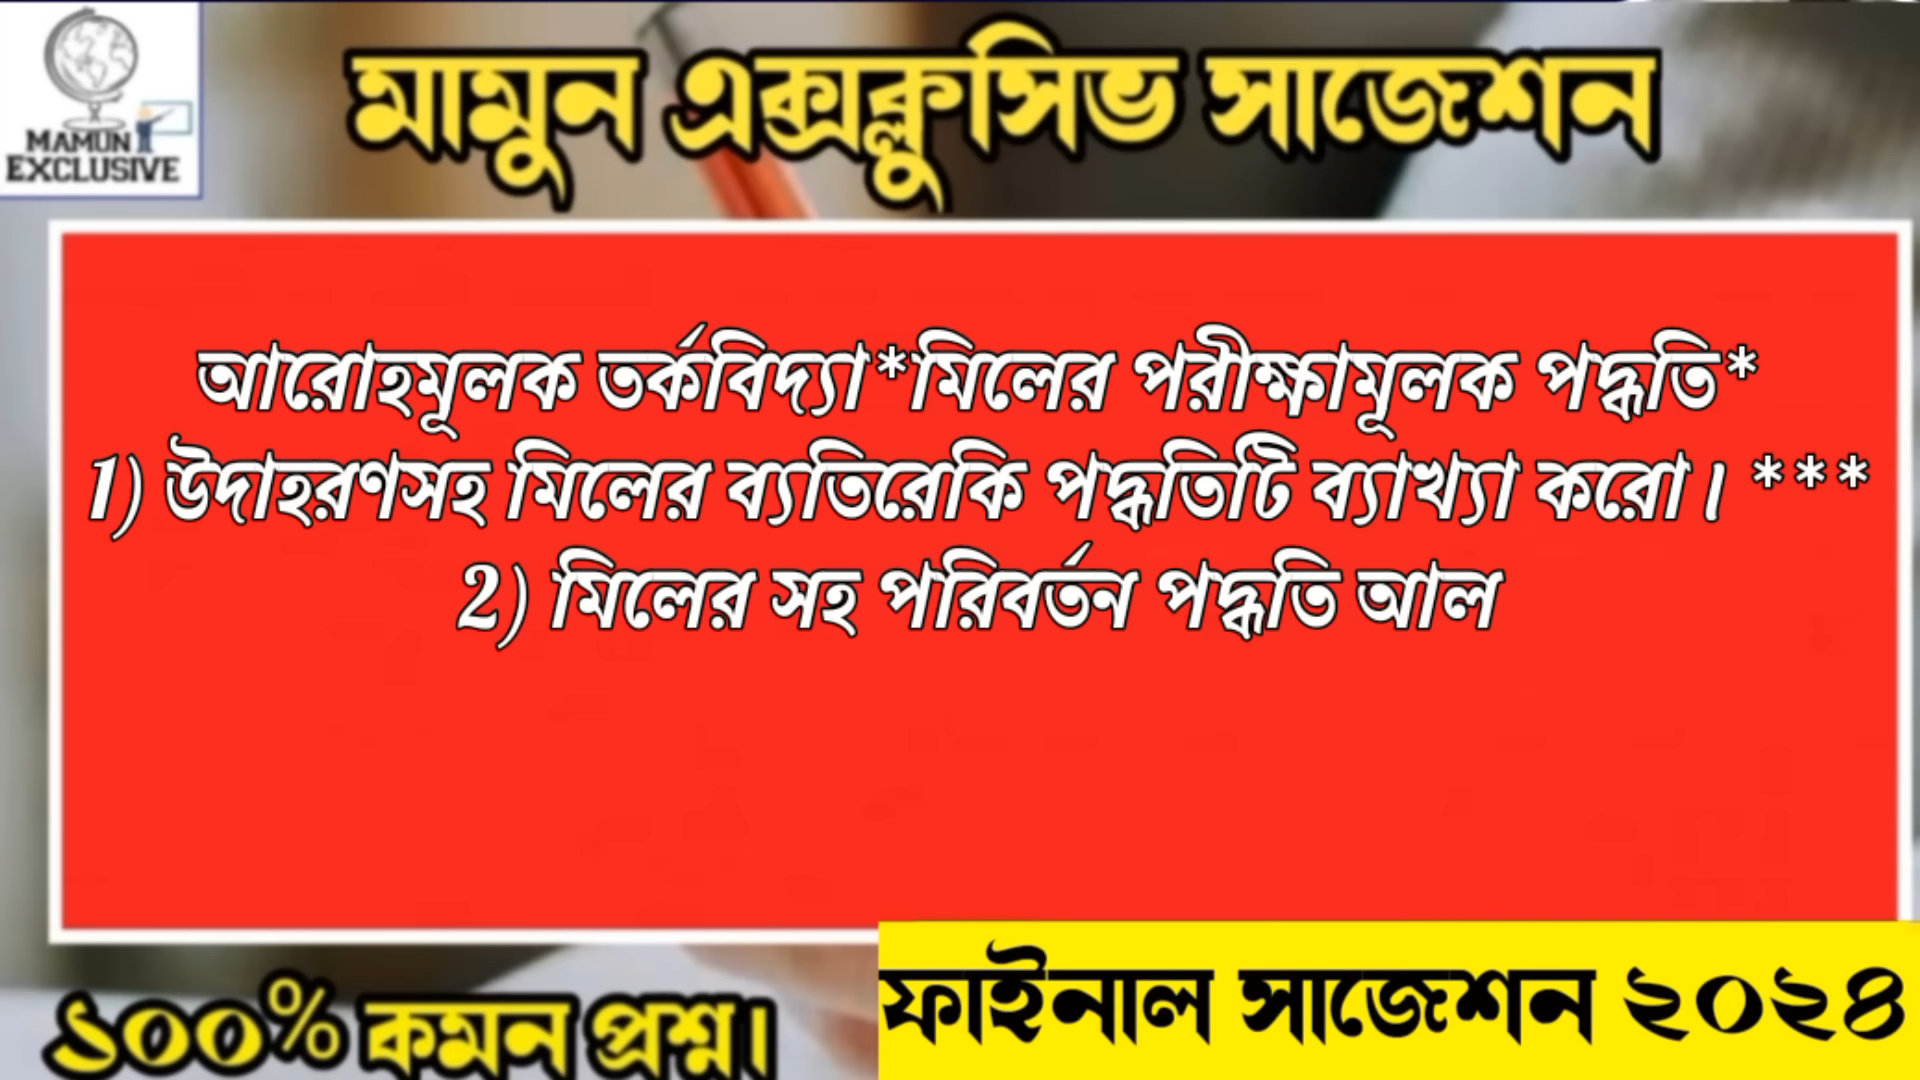 MAMUN
EXCLUSIVE
মামুন এক্সক্লুসিভ সাজেশন
আরোহমূলক তর্কবিদ্যা*মিলের পরীক্ষামূলক পদ্ধতি*
1) উদাহরণসহ মিলের ব্যতিরেকি পদ্ধতিটি ব্যাখ্যা করো। ***
2) মিলের সহ পরিবর্তন পদ্ধতি আল
১০০% কমন প্রশ্ন।
ফাইনাল সাজেশন ২০২৪